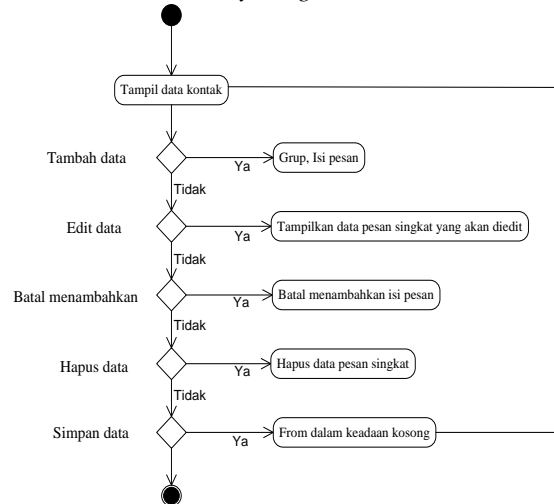 Tampil data kontak
Tambah data
Ya
Grup, Isi pesan
Tidak
Edit data
Ya
Tampilkan data pesan singkat yang akan diedit
Tidak
Batal menambahkan
Ya
Batal menambahkan isi pesan
Tidak
Hapus data
Ya
Hapus data pesan singkat
Tidak
Simpan data
Ya
From dalam keadaan kosong